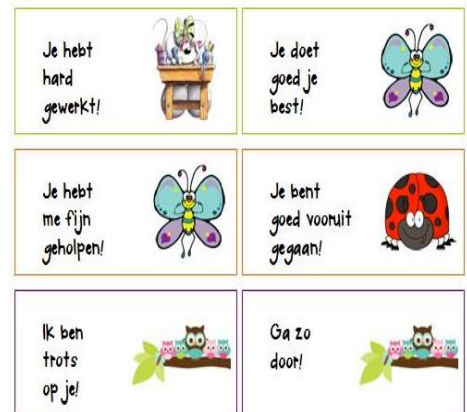 Je hebt
hard
gewerkt!
Je doet
goed je
best!
Je hebt
me fijn
geholpen!
Je bent
goed vooruit
gegaan!
Ik ben
trots
op je!
Ga zo
door!